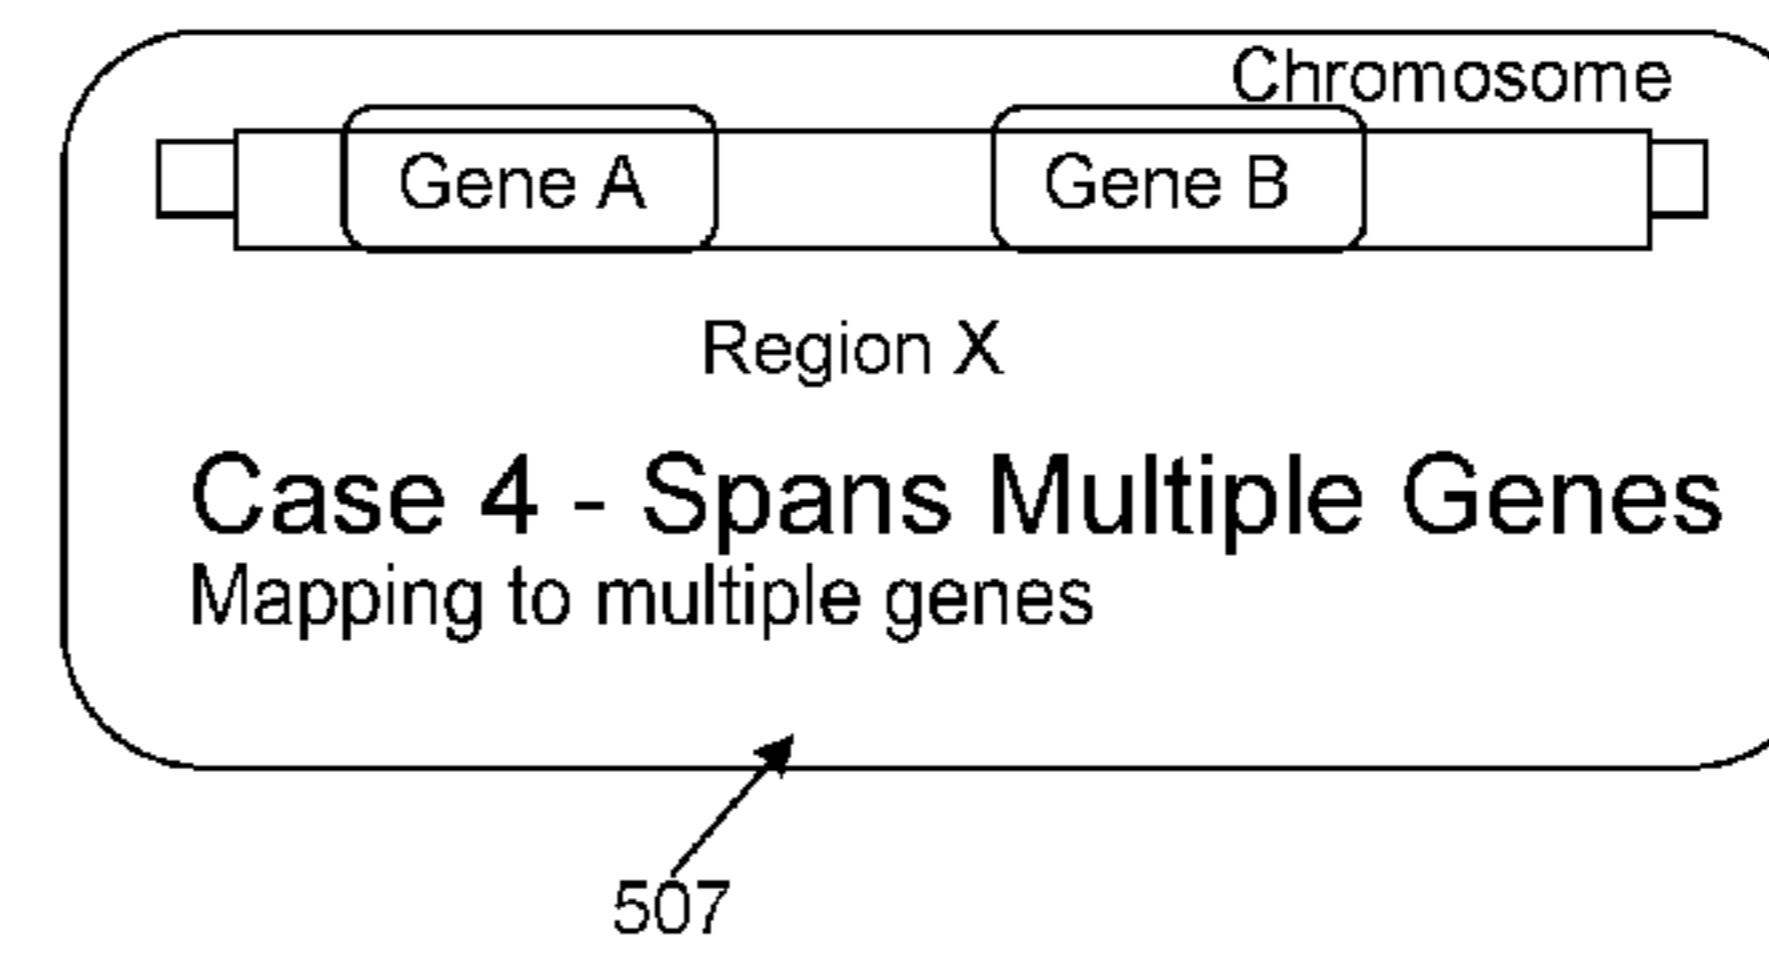 Chromosome
Gene A Gene B
Region X
Case 4 - Spans Multiple Genes
Mapping to multiple genes
507